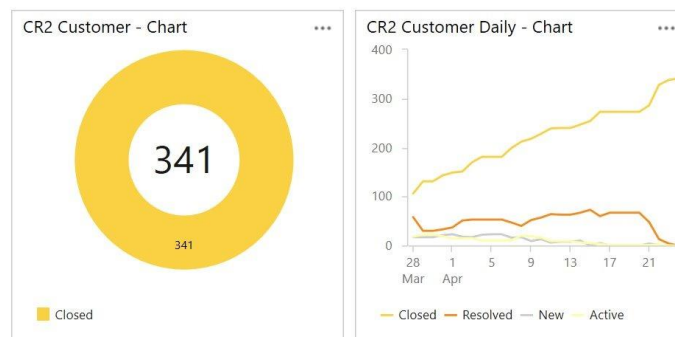 CR2 Customer - Chart
341
341
Closed
CR2 Customer Daily - Chart
400
300
200
100
0
28 1 5 9 13 17 21
Mar Apr
Closed Resolved New Active